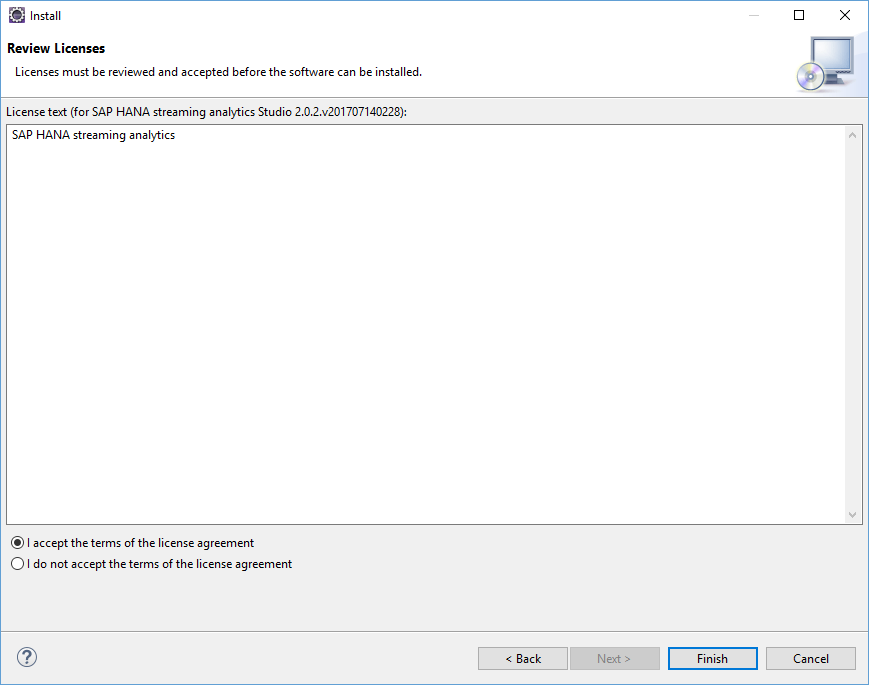 Install
Review Licenses
Licenses must be reviewed and accepted before the software can be installed.
License text (for SAP HANA streaming analytics Studio 2.0.2.v201707140228):
SAP HANA streaming analytics
I accept the terms of the license agreement
I do not accept the terms of the license agreement
?
< Back
Next >
Finish
Cancel